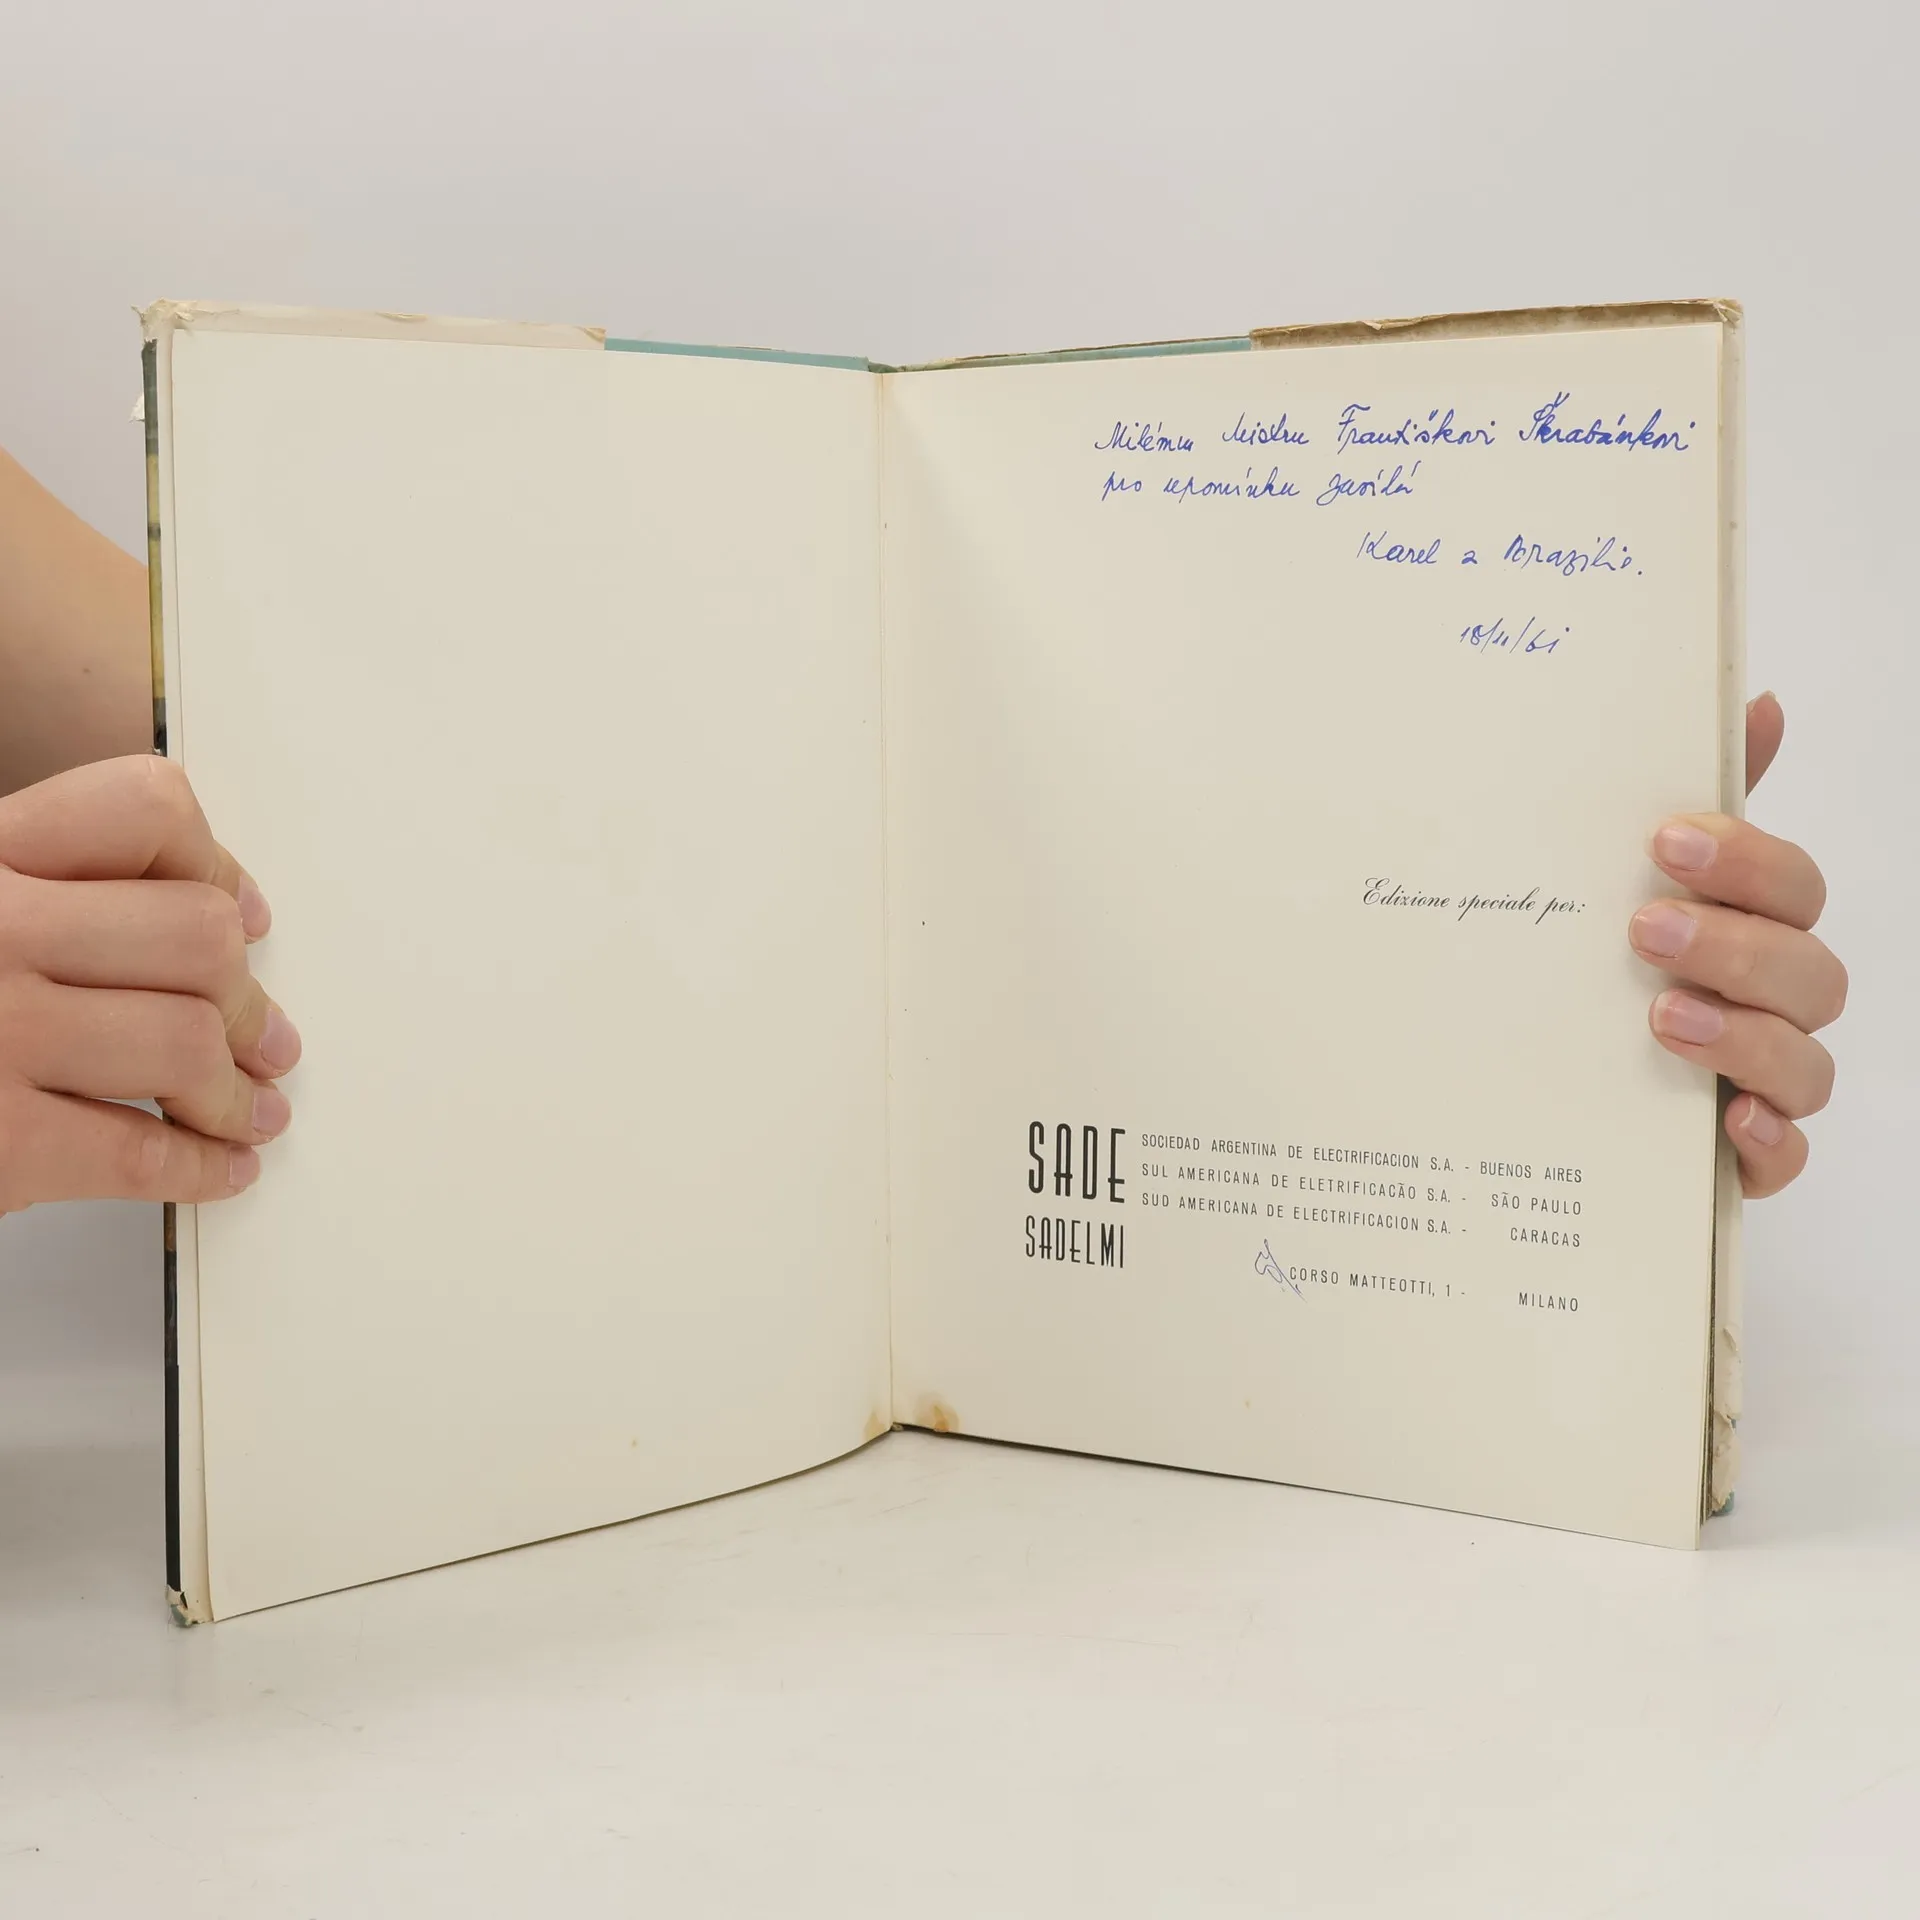 Milému Mistru Františkovi Škrabánkovi
pro upomínku zasílá
Karel z Brazilie.
18/11/61
Edizione speciale per:
SADE
SOCIEDAD ARGENTINA DE ELECTRIFICACION S.A. - BUENOS AIRES
SUL AMERICANA DE ELETRIFICACÃO S.A. - SÃO PAULO
SUD AMERICANA DE ELECTRIFICACION S.A. - CARACAS
SADELMI
CORSO MATTEOTTI, 1 - MILANO